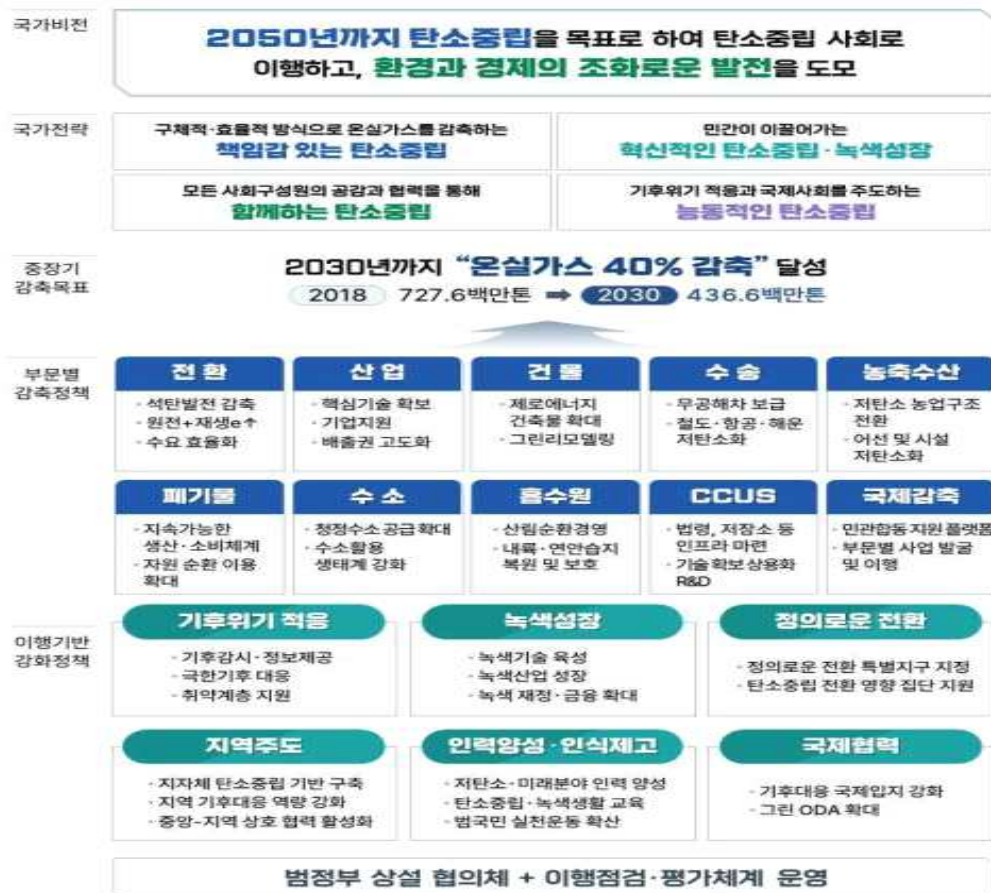 국가비전
2050년까지 탄소중립을 목표로 하여 탄소중립 사회로
이행하고, 환경과 경제의 조화로운 발전을 도모
국가전략
구체적·효율적 방식으로 온실가스를 감축하는
책임감 있는 탄소중립
민간이 이끌어가는
혁신적인 탄소중립·녹색성장
모든 사회구성원의 공감과 협력을 통해
함께하는 탄소중립
기후위기 적응과 국제사회를 주도하는
능동적인 탄소중립
중장기
감축목표
2030년까지 “온실가스 40% 감축” 달성
2018 727.6백만톤 ➡ 2030 436.6백만톤
부문별
감축정책
전환
- 석탄발전 감축
- 원전+재생e↑
- 수요 효율화
산업
- 핵심기술 확보
- 기업지원
- 배출권 고도화
건물
- 제로에너지
건축물 확대
- 그린리모델링
수송
- 무공해차 보급
- 철도·항공·해운
저탄소화
농축수산
- 저탄소 농업구조
전환
- 어선 및 시설
저탄소화
폐기물
- 지속가능한
생산·소비체계
- 자원 순환 이용
확대
수소
- 청정수소 공급 확대
- 수소활용
생태계 강화
흡수원
- 산림순환경영
- 내륙·연안습지
복원 및 보호
CCUS
- 법령, 저장소 등
인프라 마련
- 기술확보 상용화
R&D
국제감축
- 민관합동 지원 플랫폼
- 부문별 사업 발굴
및 이행
이행기반
강화정책
기후위기 적응
- 기후감시·정보제공
- 극한기후 대응
- 취약계층 지원
녹색성장
- 녹색기술 육성
- 녹색산업 성장
- 녹색 재정·금융 확대
정의로운 전환
- 정의로운 전환 특별지구 지정
- 탄소중립 전환 영향 집단 지원
지역주도
- 지자체 탄소중립 기반 구축
- 지역 기후대응 역량 강화
- 중앙-지역 상호 협력 활성화
인력양성·인식제고
- 저탄소·미래분야 인력 양성
- 탄소중립·녹색생활 교육
- 범국민 실천운동 확산
국제협력
- 기후대응 국제입지 강화
- 그린 ODA 확대
범정부 상설 협의체 + 이행점검·평가체계 운영